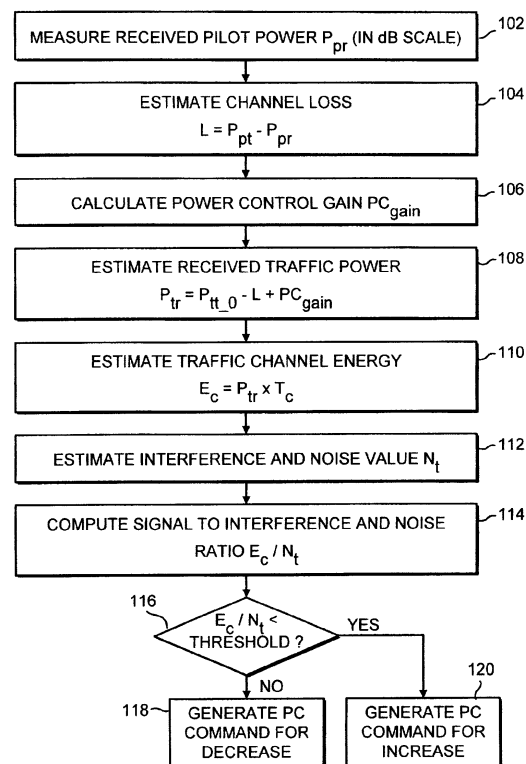 MEASURE RECEIVED PILOT POWER Ppr (IN dB SCALE)
102
ESTIMATE CHANNEL LOSS
L = Ppt - Ppr
104
CALCULATE POWER CONTROL GAIN PCgain
106
ESTIMATE RECEIVED TRAFFIC POWER
Ptr = Ptt_0 - L + PCgain
108
ESTIMATE TRAFFIC CHANNEL ENERGY
Ec = Ptr x Tc
110
ESTIMATE INTERFERENCE AND NOISE VALUE Nt
112
COMPUTE SIGNAL TO INTERFERENCE AND NOISE
RATIO Ec / Nt
114
116
Ec / Nt <
THRESHOLD ?
YES
NO
118
GENERATE PC
COMMAND FOR
DECREASE
120
GENERATE PC
COMMAND FOR
INCREASE